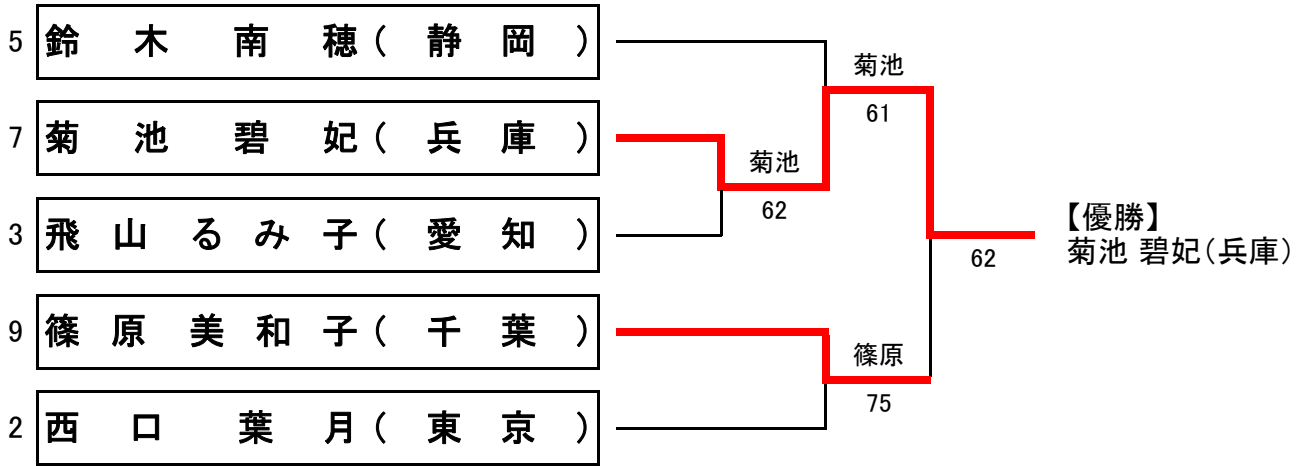 5 鈴木南穂(静岡)
菊池
61
7 菊池碧妃(兵庫)
菊池
62
3 飛山るみ子(愛知)
【優勝】
菊池 碧妃(兵庫)
62
9 篠原美和子(千葉)
篠原
75
2 西口葉月(東京)